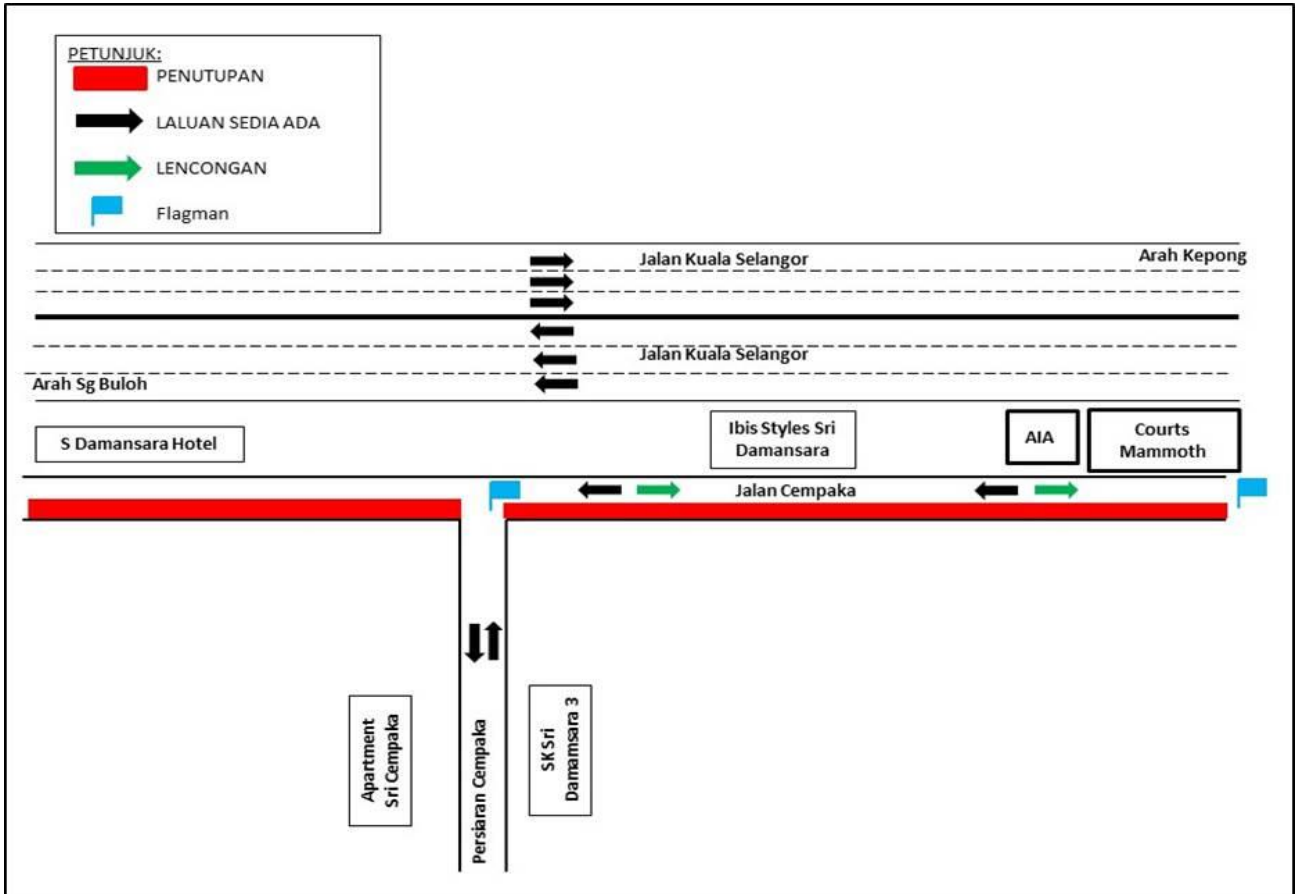 PETUNJUK:
PENUTUPAN
LALUAN SEDIA ADA
LENCONGAN
Flagman
Jalan Kuala Selangor
Arah Kepong
Jalan Kuala Selangor
Arah Sg Buloh
S Damansara Hotel
Ibis Styles Sri
Damansara
AIA
Courts
Mammoth
Jalan Cempaka
Apartment
Sri Cempaka
Persiaran Cempaka
SK Sri
Damamsara 3